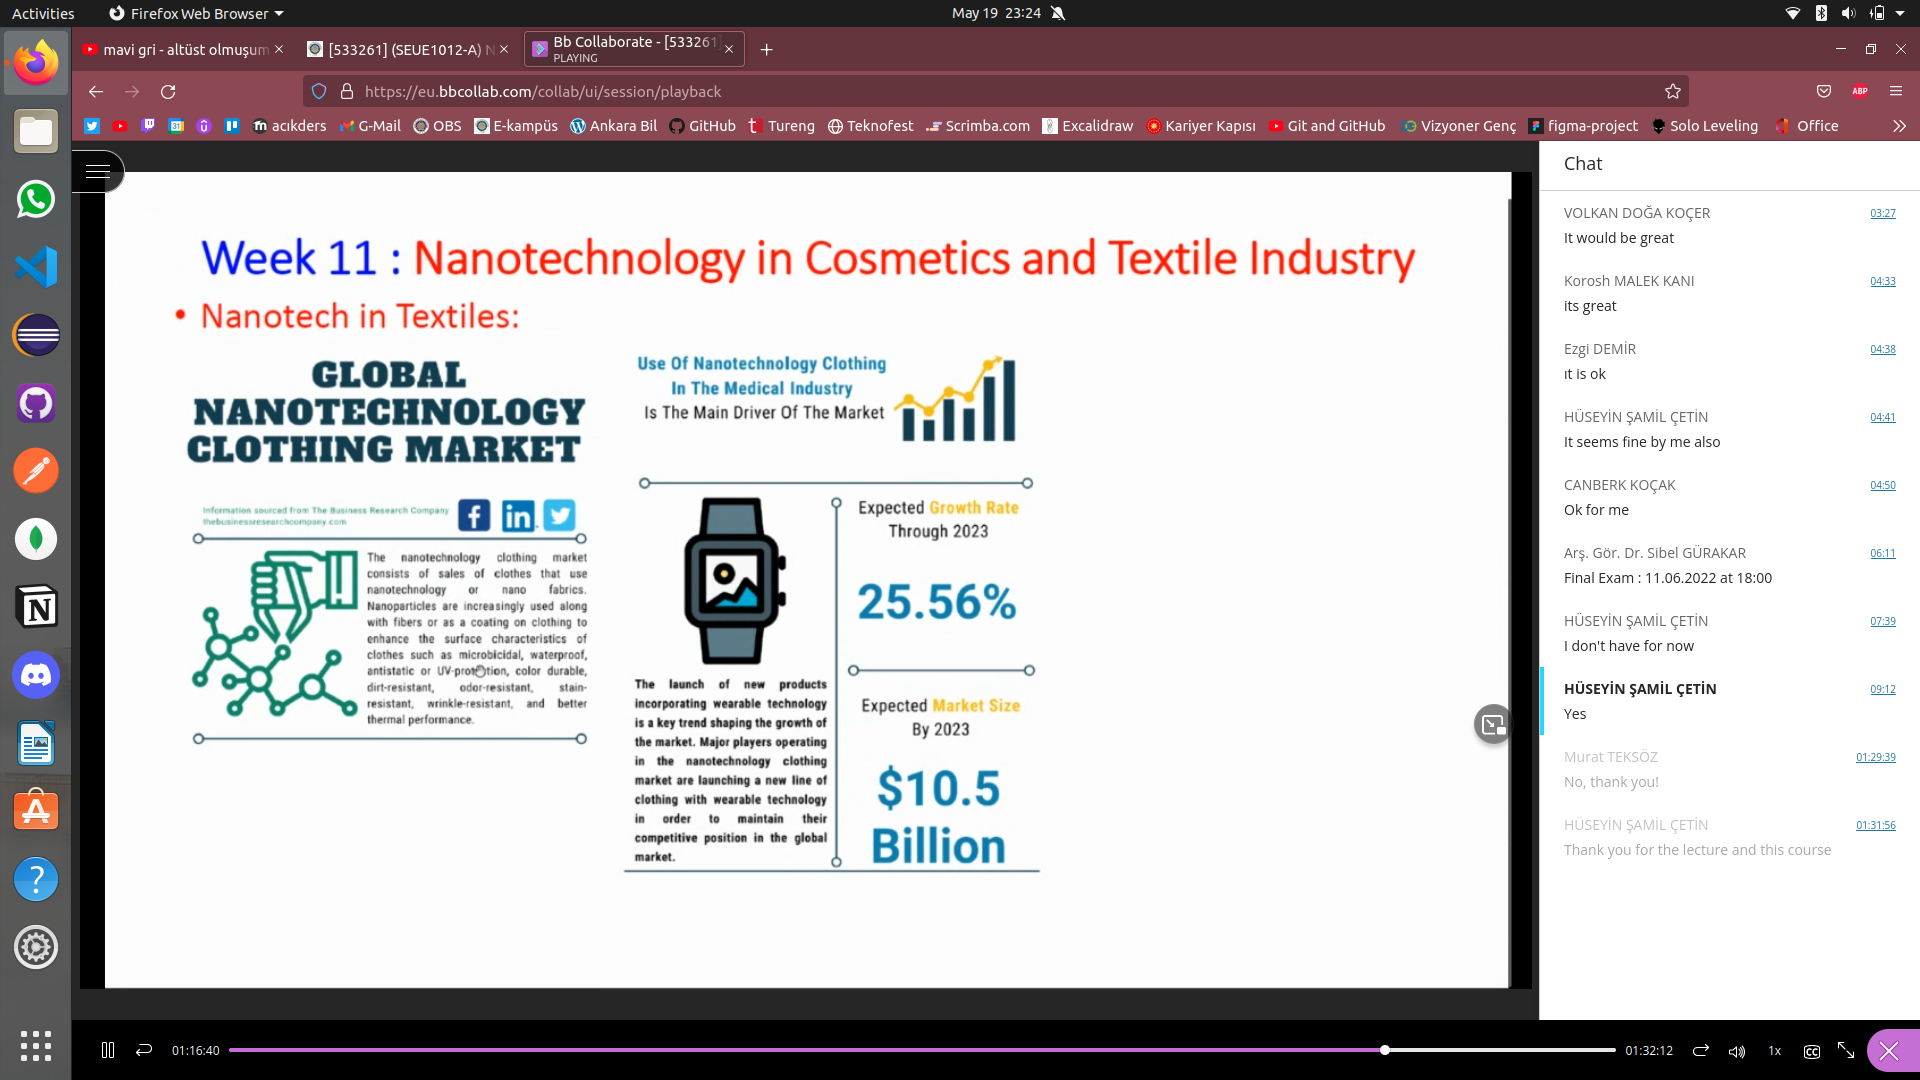 Activities
Firefox Web Browser
May 19 23:24
mavi gri - altüst olmuşum
[533261] (SEUE1012-A) N
Bb Collaborate - [533261]
PLAYING
https://eu.bbcollab.com/collab/ui/session/playback
ABP
acıkders
G-Mail
OBS
E-kampüs
Ankara Bil
GitHub
Tureng
Teknofest
Scrimba.com
Excalidraw
Kariyer Kapısı
Git and GitHub
Vizyoner Genç
figma-project
Solo Leveling
Office
Week 11 : Nanotechnology in Cosmetics and Textile Industry
• Nanotech in Textiles:
GLOBAL
NANOTECHNOLOGY
CLOTHING MARKET
Information sourced from The Business Research Company
thebusinessresearchcompany.com
The nanotechnology clothing market
consists of sales of clothes that use
nanotechnology or nano fabrics.
Nanoparticles are increasingly used along
with fibers or as a coating on clothing to
enhance the surface characteristics of
clothes such as microbicidal, waterproof,
antistatic or UV-protection, color durable,
dirt-resistant, odor-resistant, stain-
resistant, wrinkle-resistant, and better
thermal performance.
Use Of Nanotechnology Clothing
In The Medical Industry
Is The Main Driver Of The Market
The launch of new products
incorporating wearable technology
is a key trend shaping the growth of
the market. Major players operating
in the nanotechnology clothing
market are launching a new line of
clothing with wearable technology
in order to maintain their
competitive position in the global
market.
Expected Growth Rate
Through 2023
25.56%
Expected Market Size
By 2023
$10.5
Billion
Chat
VOLKAN DOĞA KOÇER 03:27
It would be great
Korosh MALEK KANI 04:33
its great
Ezgi DEMİR 04:38
ıt is ok
HÜSEYİN ŞAMİL ÇETİN 04:41
It seems fine by me also
CANBERK KOÇAK 04:50
Ok for me
Arş. Gör. Dr. Sibel GÜRAKAR 06:11
Final Exam : 11.06.2022 at 18:00
HÜSEYİN ŞAMİL ÇETİN 07:39
I don't have for now
HÜSEYİN ŞAMİL ÇETİN 09:12
Yes
Murat TEKSÖZ 01:29:39
No, thank you!
HÜSEYİN ŞAMİL ÇETİN 01:31:56
Thank you for the lecture and this course
01:16:40
01:32:12
1x
CC